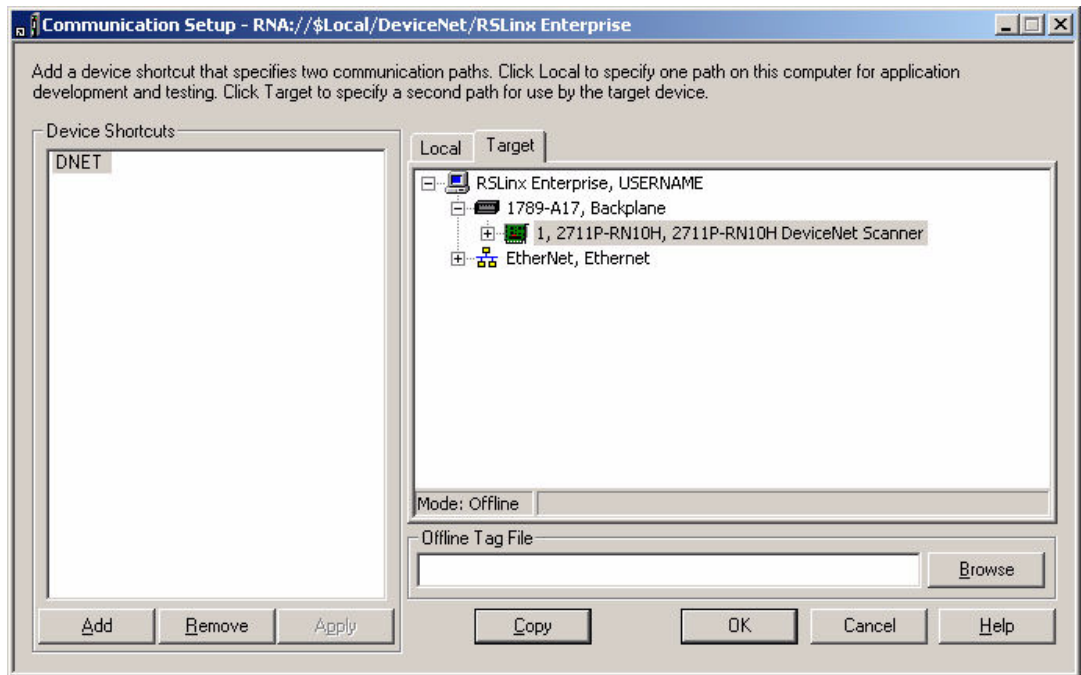 Communication Setup - RNA://$Local/DeviceNet/RSLinx Enterprise
Add a device shortcut that specifies two communication paths. Click Local to specify one path on this computer for application
development and testing. Click Target to specify a second path for use by the target device.
Device Shortcuts
DNET
Local Target
RSLinx Enterprise, USERNAME
1789-A17, Backplane
1, 2711P-RN10H, 2711P-RN10H DeviceNet Scanner
EtherNet, Ethernet
Mode: Offline
Offline Tag File
Browse
Add Remove Apply Copy OK Cancel Help